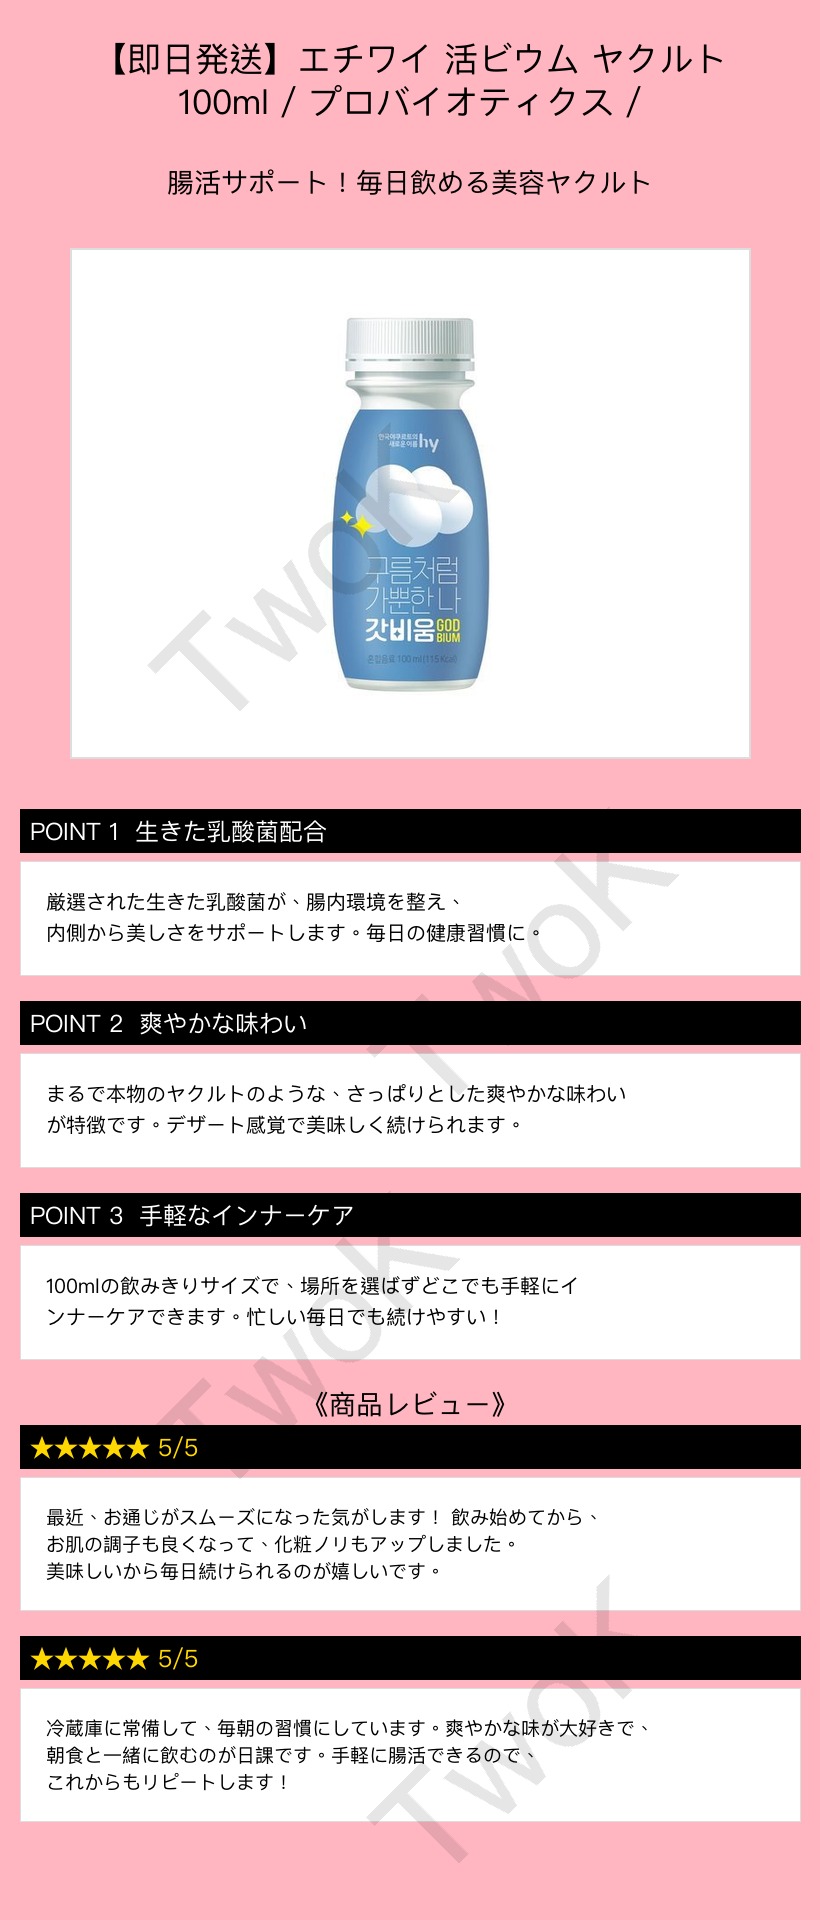 【即日発送】エチワイ 活ビウム ヤクルト
100ml / プロバイオティクス /
腸活サポート！毎日飲める美容ヤクルト
한국야쿠르트의
새로운 이름 hy
구름처럼
가뿐한 나
갓비움 GOD
BIUM
혼합음료 100 ml (115 Kcal)
TwoK
POINT 1 生きた乳酸菌配合
厳選された生きた乳酸菌が、腸内環境を整え、
内側から美しさをサポートします。毎日の健康習慣に。
TwoK
POINT 2 爽やかな味わい
まるで本物のヤクルトのような、さっぱりとした爽やかな味わい
が特徴です。デザート感覚で美味しく続けられます。
POINT 3 手軽なインナーケア
100mlの飲みきりサイズで、場所を選ばずどこでも手軽にイ
ンナーケアできます。忙しい毎日でも続けやすい！
TwoK
《商品レビュー》
★★★★★ 5/5
最近、お通じがスムーズになった気がします！ 飲み始めてから、
お肌の調子も良くなって、化粧ノリもアップしました。
美味しいから毎日続けられるのが嬉しいです。
★★★★★ 5/5
冷蔵庫に常備して、毎朝の習慣にしています。爽やかな味が大好きで、
朝食と一緒に飲むのが日課です。手軽に腸活できるので、
これからもリピートします！
TwoK